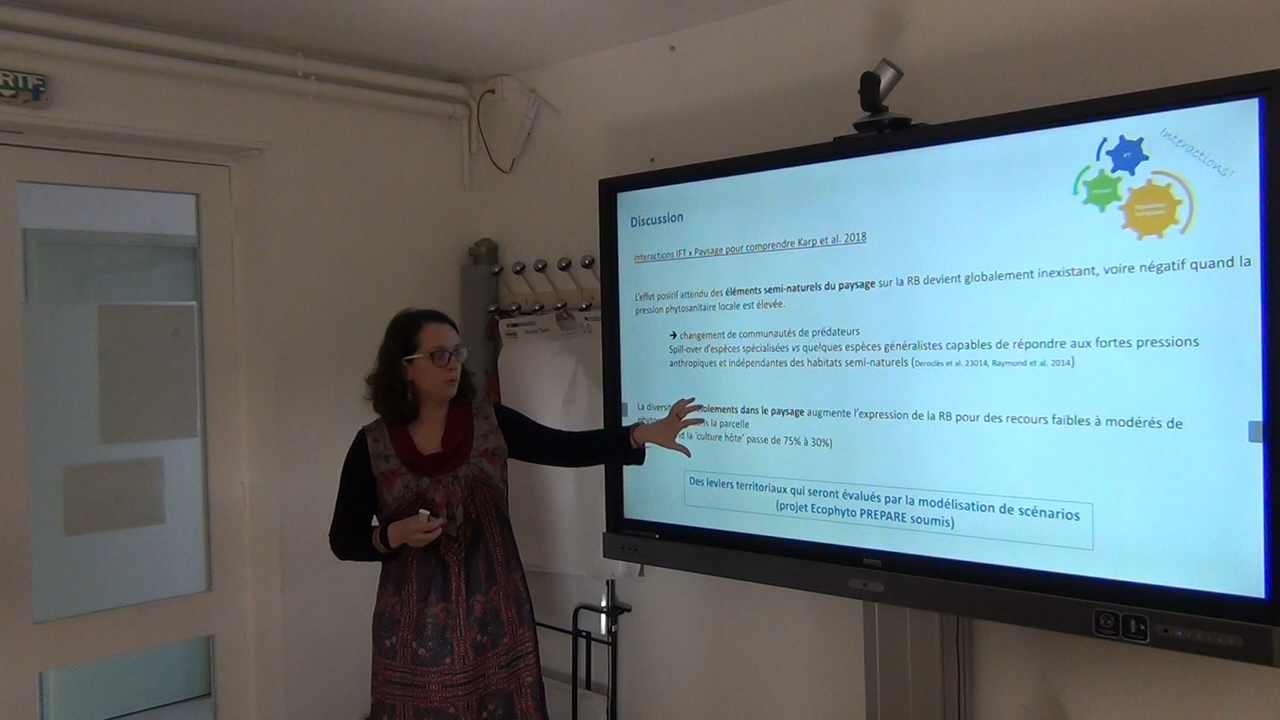 Interactions!
IFT
Discussion
Interactions IFT x Paysage pour comprendre Karp et al. 2018
L'effet positif attendu des éléments semi-naturels du paysage sur la RB devient globalement inexistant, voire négatif quand la
pression phytosanitaire locale est élevée.
➔ changement de communautés de prédateurs
Spill-over d'espèces spécialisées vs quelques espèces généralistes capables de répondre aux fortes pressions
anthropiques et indépendantes des habitats semi-naturels (Derocles et al. 23014, Raymond et al. 2014)
La dans le paysage augmente l'expression de la RB pour des recours faibles à modérés de
la parcelle
la 'culture hôte' passe de 75% à 30%)
Des leviers territoriaux qui seront évalués par la modélisation de scénarios
(projet Ecophyto PREPARE soumis)
BenQ